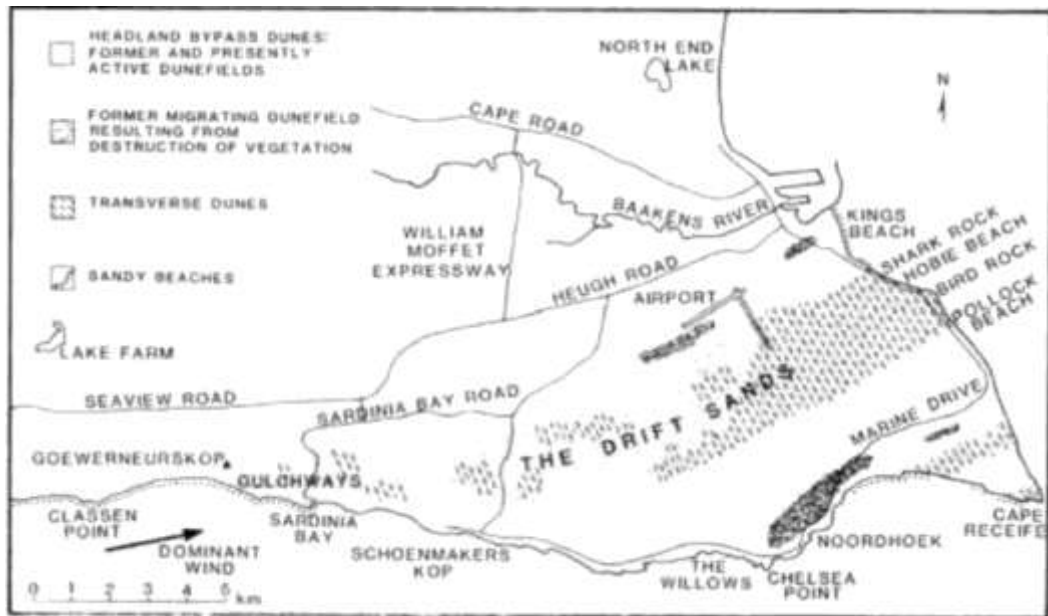 HEADLAND BYPASS DUNES:
FORMER AND PRESENTLY
ACTIVE DUNEFIELDS
FORMER MIGRATING DUNEFIELD
RESULTING FROM
DESTRUCTION OF VEGETATION
TRANSVERSE DUNES
SANDY BEACHES
NORTH END
LAKE
N
CAPE ROAD
BAAKENS RIVER
KINGS
BEACH
SHARK ROCK
HOBIE BEACH
BIRD ROCK
POLLOCK
BEACH
WILLIAM
MOFFET
EXPRESSWAY
HEUGH ROAD
AIRPORT
LAKE FARM
SEAVIEW ROAD
SARDINIA BAY ROAD
THE DRIFT SANDS
MARINE DRIVE
GOEWERNEURSKOP
GULCHWAYS
CLASSEN
POINT
SARDINIA
BAY
DOMINANT
WIND
SCHOENMAKERS
KOP
THE
WILLOWS
CHELSEA
POINT
NOORDHOEK
CAPE
RECEIFE
0 1 2 3 4 5 km